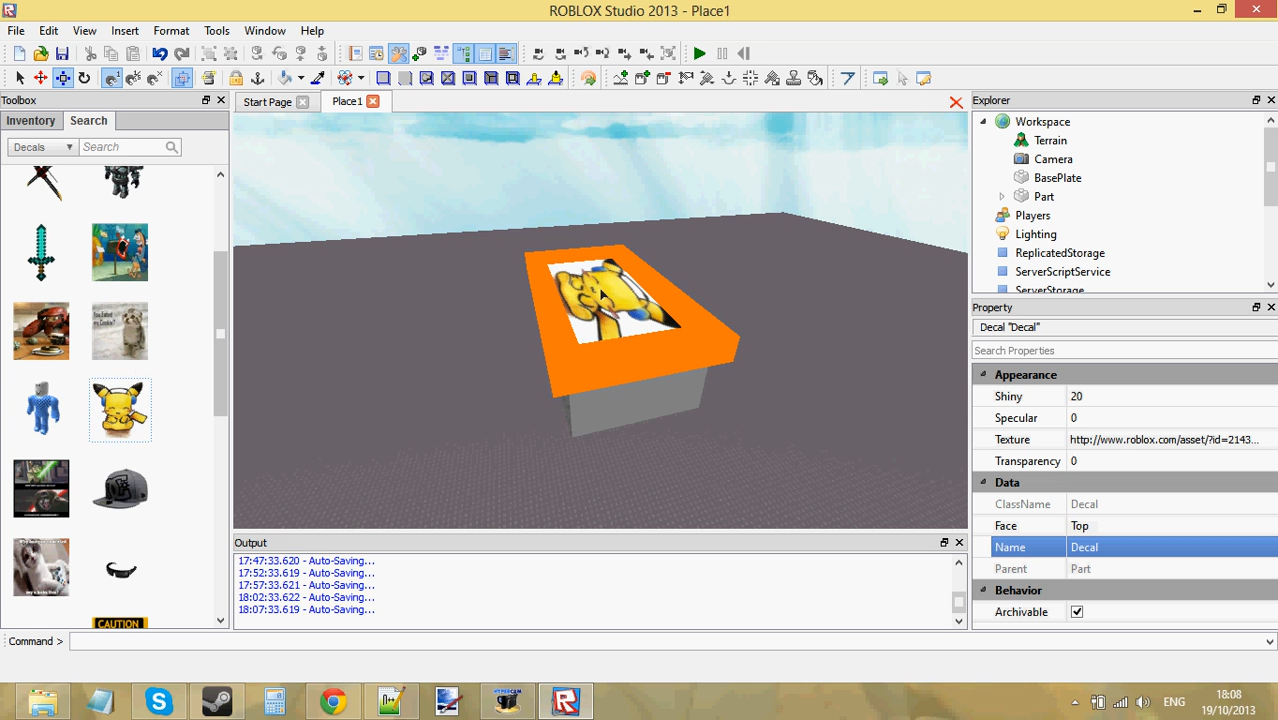 ROBLOX Studio 2013 - Place1
File Edit View Insert Format Tools Window Help
Toolbox
Inventory Search
Decals Search
You Eated my Cookie?
CAUTION
Start Page Place1
Output
17:47:33.620 - Auto-Saving...
17:52:33.619 - Auto-Saving...
17:57:33.621 - Auto-Saving...
18:02:33.622 - Auto-Saving...
18:07:33.619 - Auto-Saving...
Explorer
Workspace
Terrain
Camera
BasePlate
Part
Players
Lighting
ReplicatedStorage
ServerScriptService
ServerStorage
Property
Decal "Decal"
Search Properties
Appearance
Shiny 20
Specular 0
Texture http://www.roblox.com/asset/?id=2143...
Transparency 0
Data
ClassName Decal
Face Top
Name Decal
Parent Part
Behavior
Archivable
Command >
HYPERCAM
ENG
18:08
19/10/2013